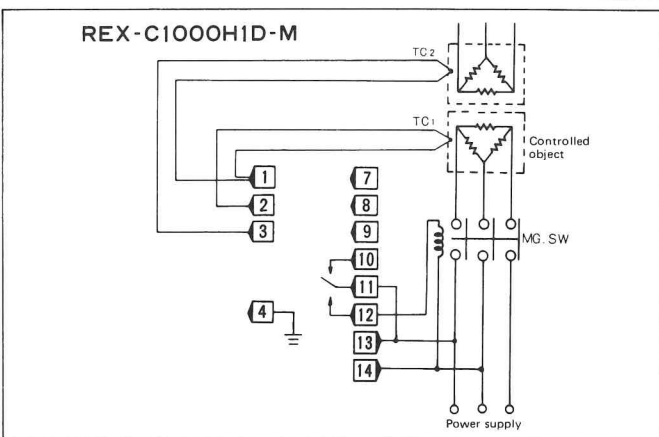 REX-C1000H1D-M
TC2
TC1
Controlled
object
1
2
3
4
7
8
9
10
11
12
13
14
MG. SW
Power supply